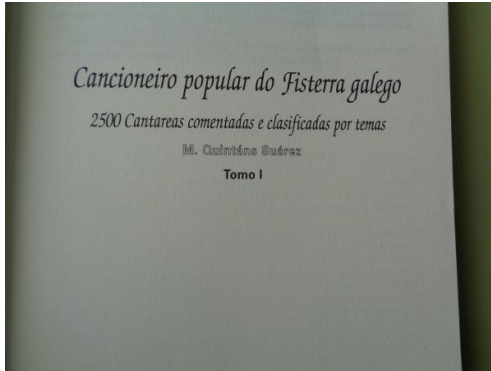 Cancioneiro popular do Fisterra galego
2500 Cantareas comentadas e clasificadas por temas
M. Quintáns Suárez
Tomo I